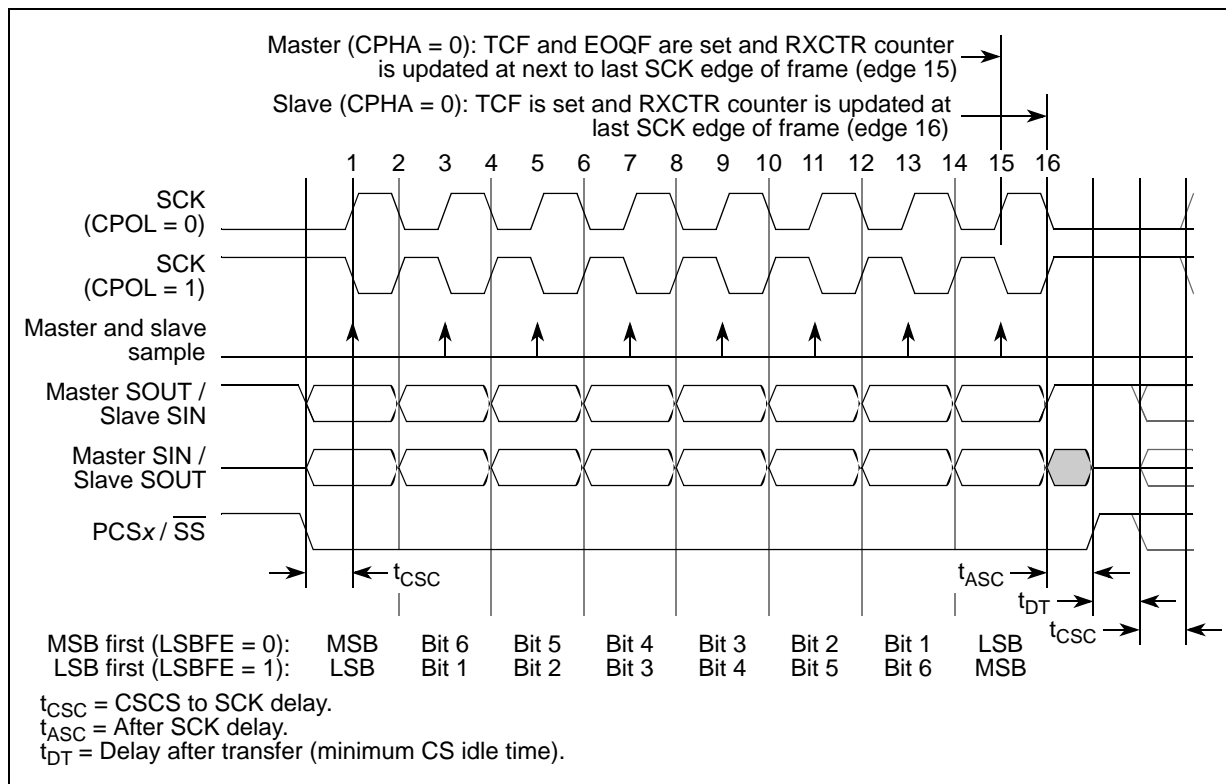 Master (CPHA = 0): TCF and EOQF are set and RXCTR counter
is updated at next to last SCK edge of frame (edge 15)
Slave (CPHA = 0): TCF is set and RXCTR counter is updated at
last SCK edge of frame (edge 16)
1 2 3 4 5 6 7 8 9 10 11 12 13 14 15 16
SCK
(CPOL = 0)
SCK
(CPOL = 1)
Master and slave
sample
Master SOUT /
Slave SIN
Master SIN /
Slave SOUT
PCSx / SS
tCSC
tASC
tDT
tCSC
MSB first (LSBFE = 0): MSB Bit 6 Bit 5 Bit 4 Bit 3 Bit 2 Bit 1 LSB
LSB first (LSBFE = 1): LSB Bit 1 Bit 2 Bit 3 Bit 4 Bit 5 Bit 6 MSB
tCSC = CSCS to SCK delay.
tASC = After SCK delay.
tDT = Delay after transfer (minimum CS idle time).